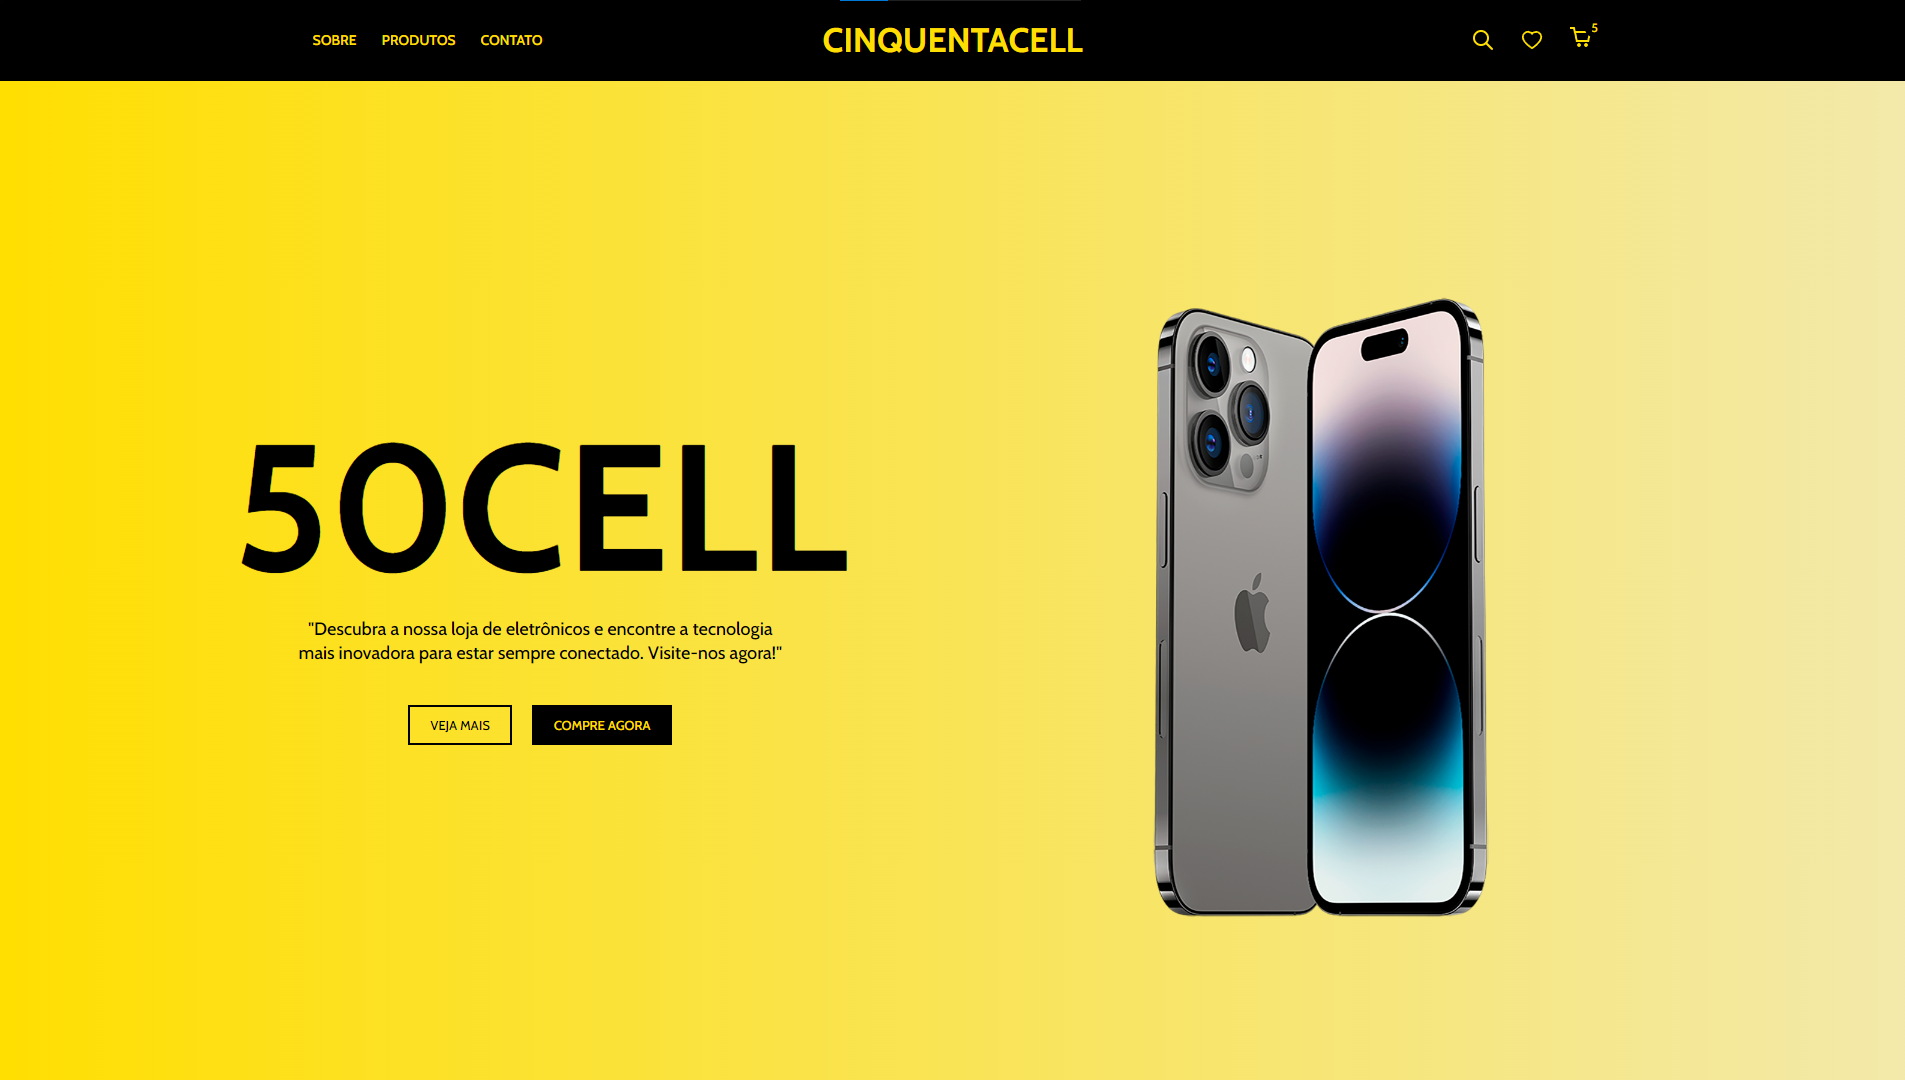 SOBRE PRODUTOS CONTATO CINQUENTACELL 5
50CELL
"Descubra a nossa loja de eletrônicos e encontre a tecnologia
mais inovadora para estar sempre conectado. Visite-nos agora!"
VEJA MAIS COMPRE AGORA